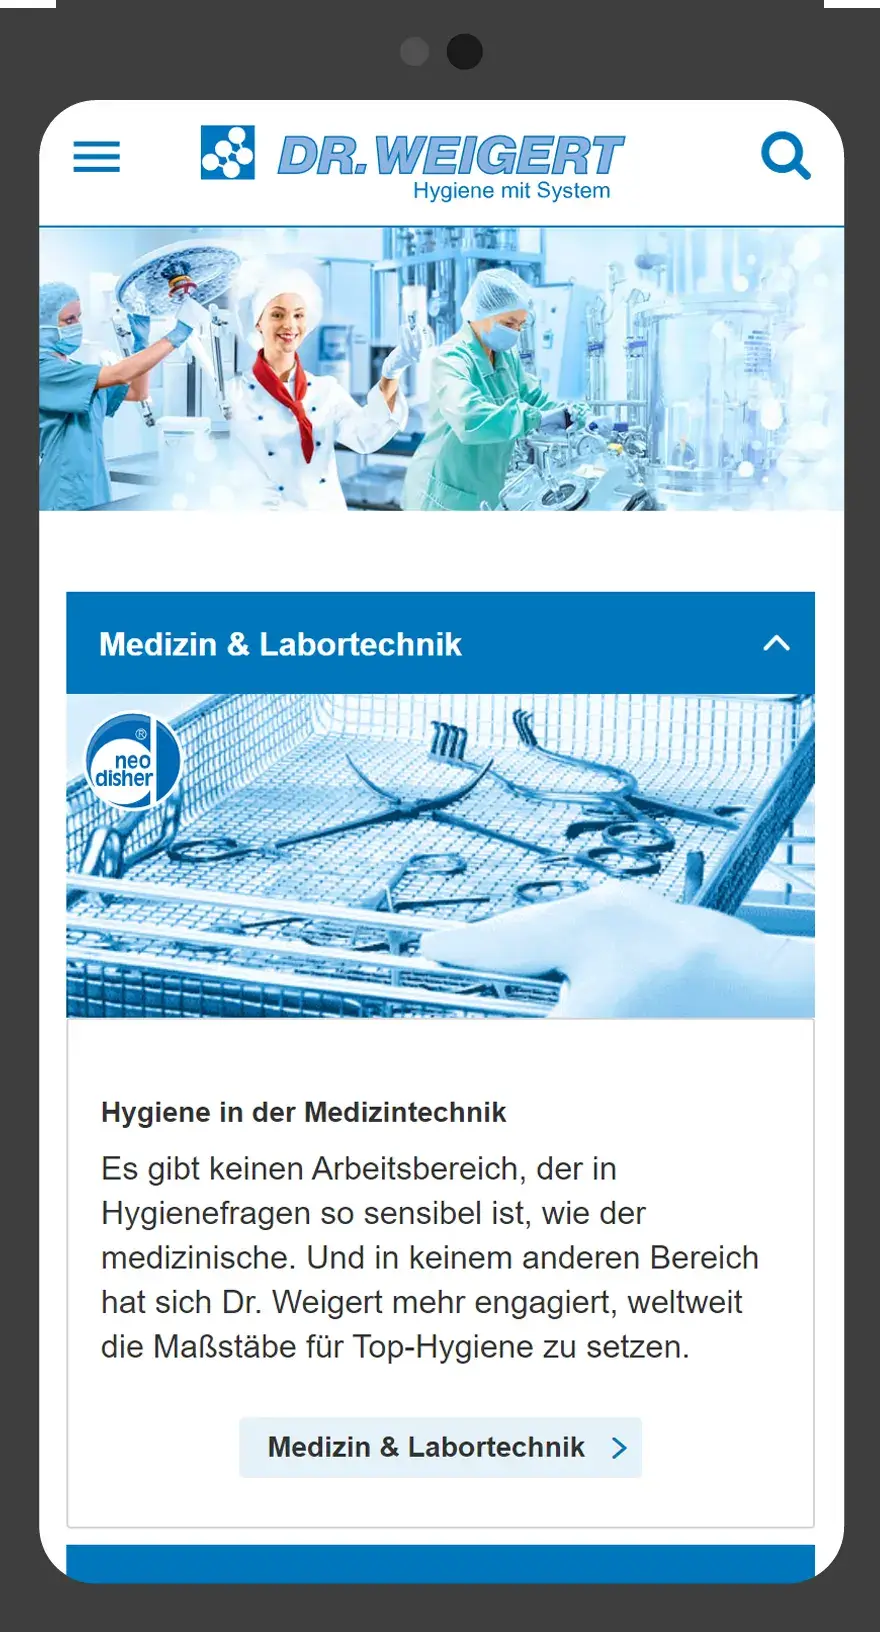 DR.WEIGERT
Hygiene mit System
Medizin & Labortechnik
®
neo
disher
Hygiene in der Medizintechnik
Es gibt keinen Arbeitsbereich, der in
Hygienefragen so sensibel ist, wie der
medizinische. Und in keinem anderen Bereich
hat sich Dr. Weigert mehr engagiert, weltweit
die Maßstäbe für Top-Hygiene zu setzen.
Medizin & Labortechnik